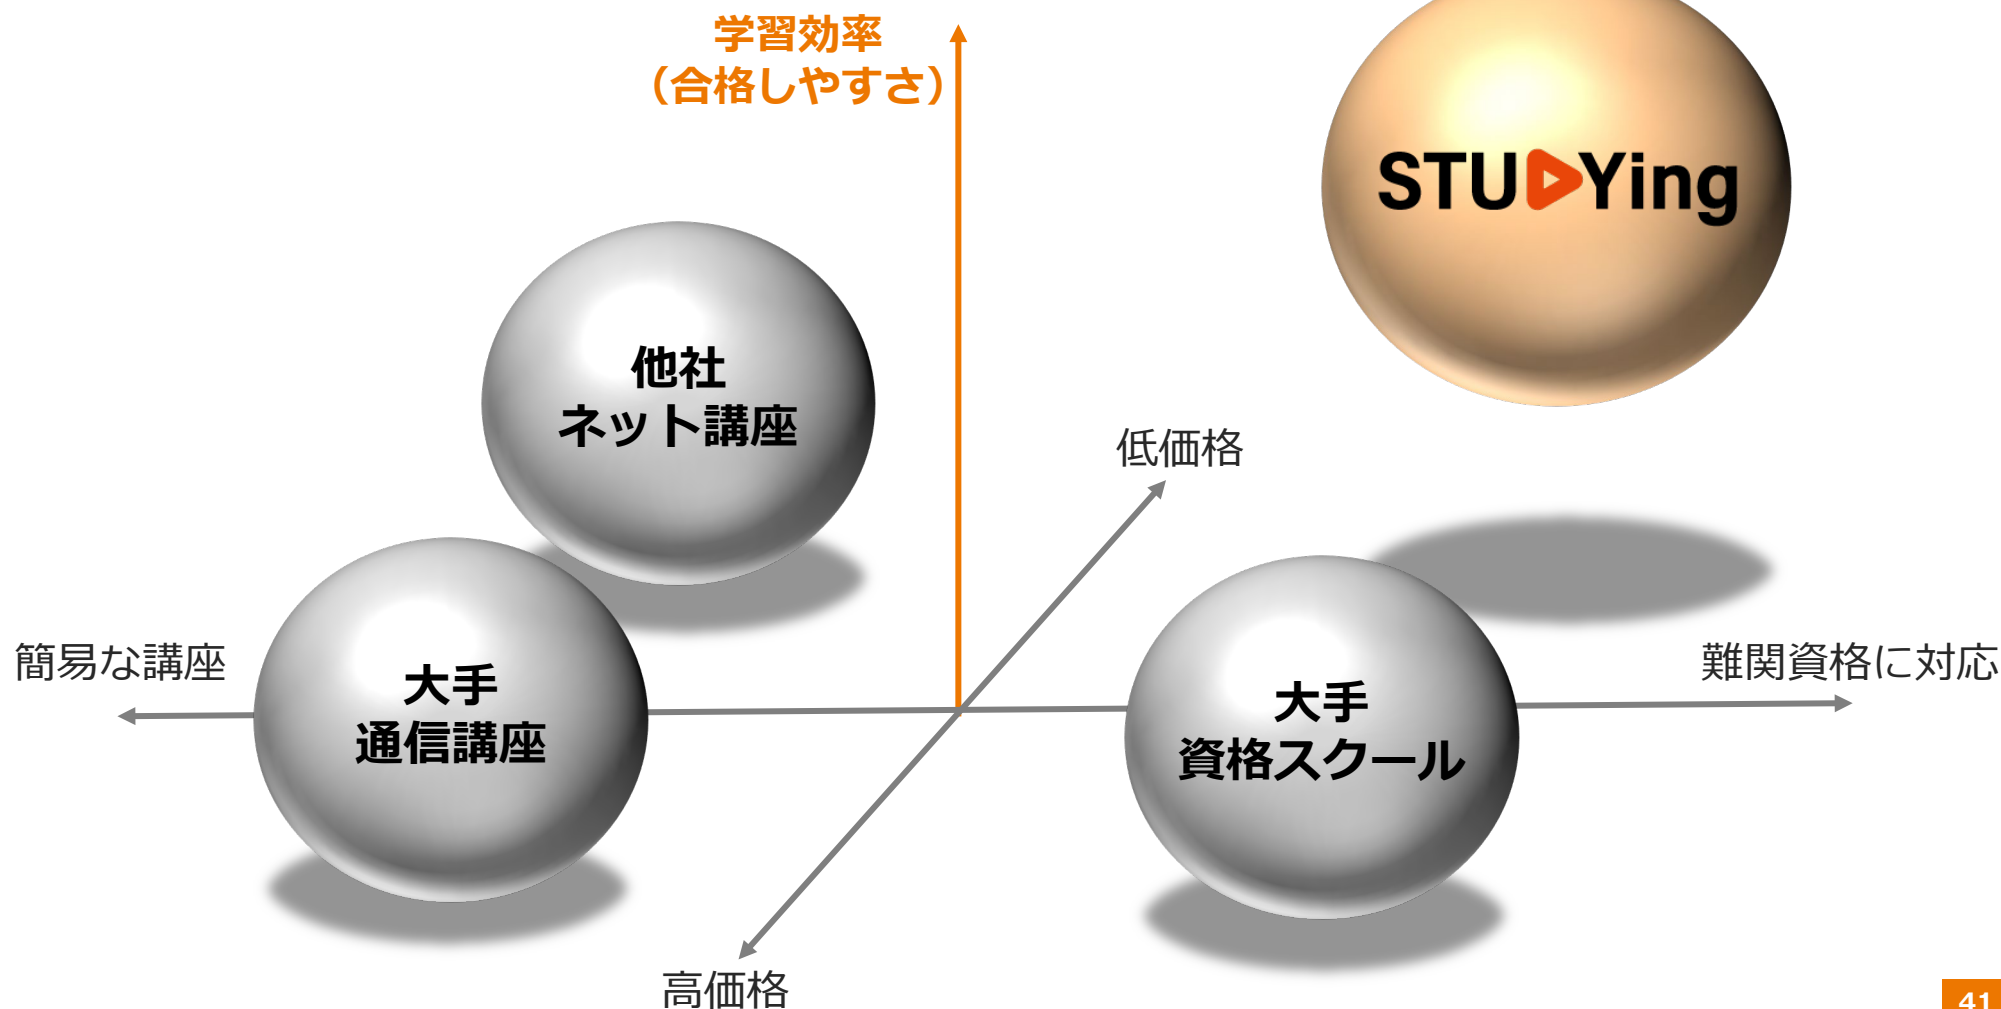 学習効率
（合格しやすさ）
STUDYing
他社
ネット講座
低価格
簡易な講座
大手
通信講座
大手
資格スクール
難関資格に対応
高価格
41